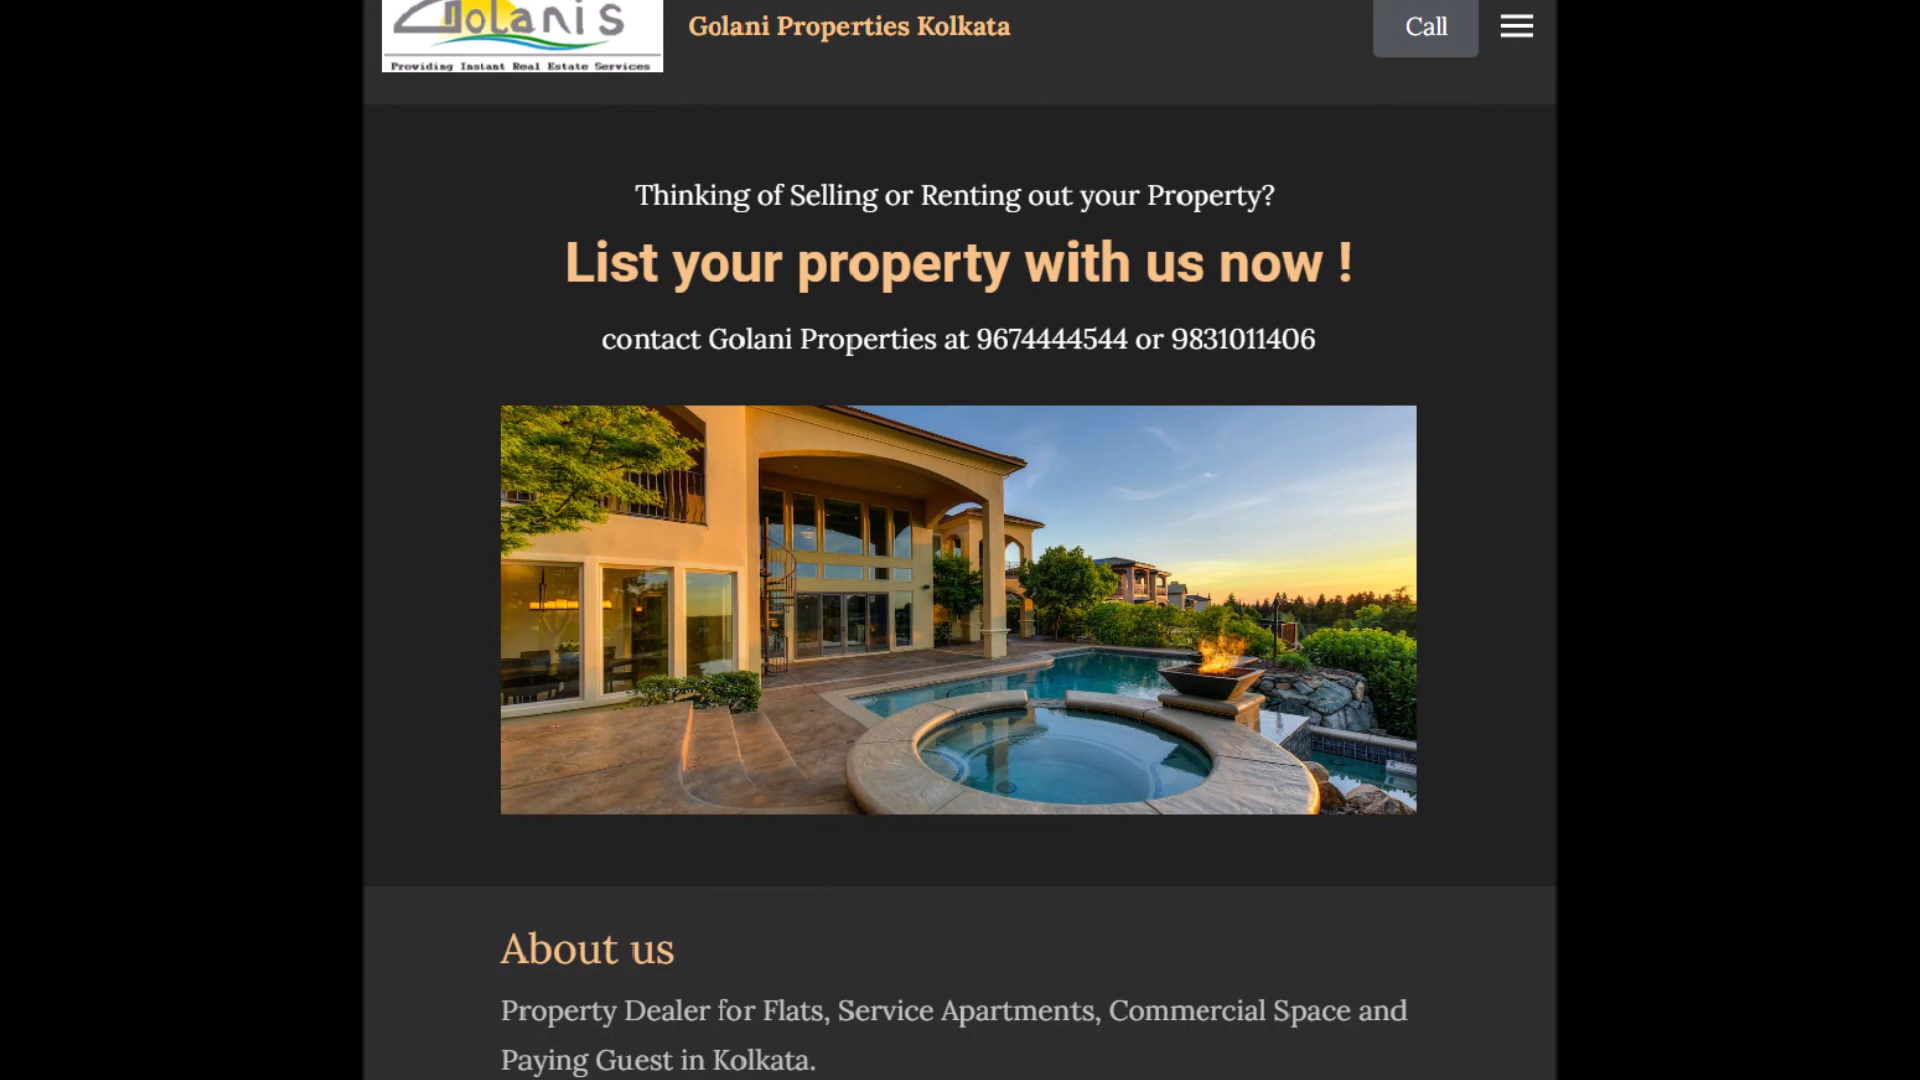 Golanis
Providing Instant Real Estate Services
Golani Properties Kolkata
Call
Thinking of Selling or Renting out your Property?
List your property with us now !
contact Golani Properties at 9674444544 or 9831011406
About us
Property Dealer for Flats, Service Apartments, Commercial Space and
Paying Guest in Kolkata.